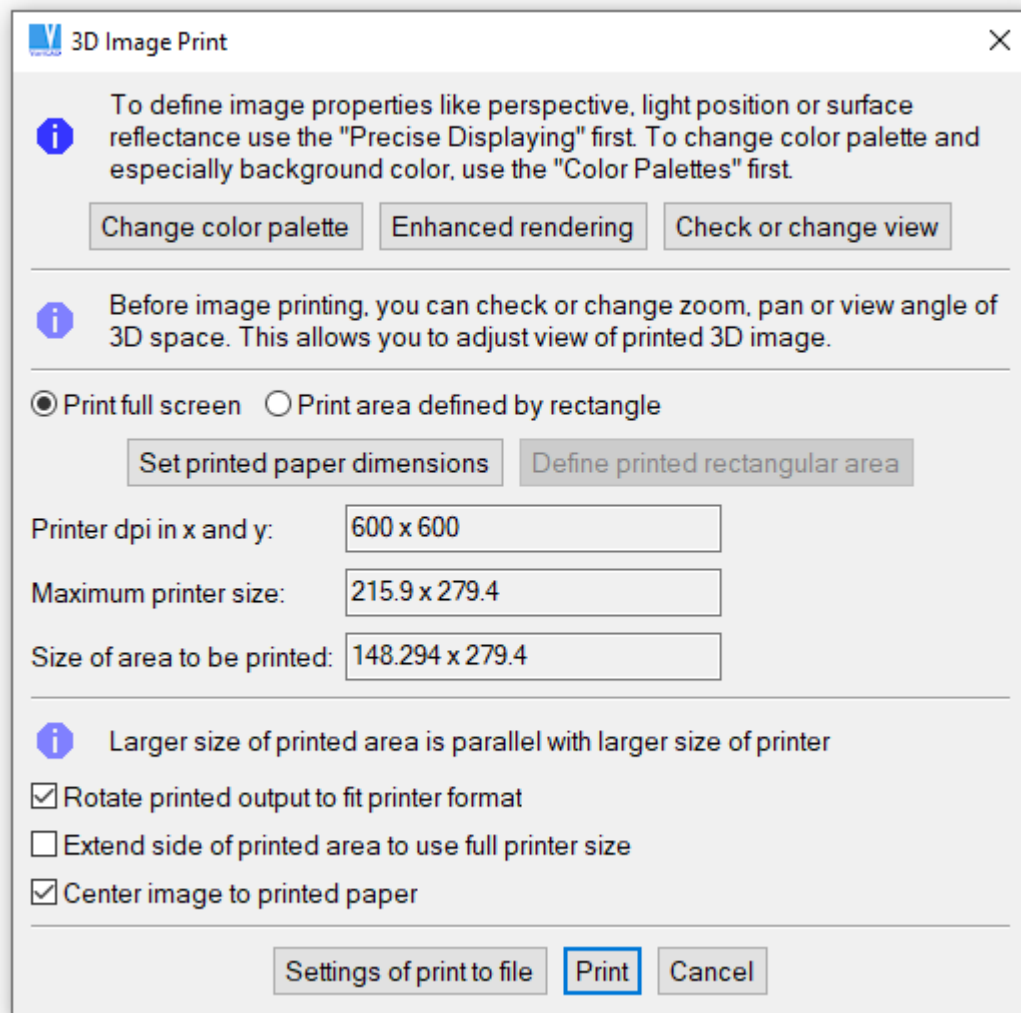 3D Image Print
To define image properties like perspective, light position or surface
reflectance use the "Precise Displaying" first. To change color palette and
especially background color, use the "Color Palettes" first.
Change color palette Enhanced rendering Check or change view
Before image printing, you can check or change zoom, pan or view angle of
3D space. This allows you to adjust view of printed 3D image.
Print full screen Print area defined by rectangle
Set printed paper dimensions Define printed rectangular area
Printer dpi in x and y: 600 x 600
Maximum printer size: 215.9 x 279.4
Size of area to be printed: 148.294 x 279.4
Larger size of printed area is parallel with larger size of printer
Rotate printed output to fit printer format
Extend side of printed area to use full printer size
Center image to printed paper
Settings of print to file Print Cancel